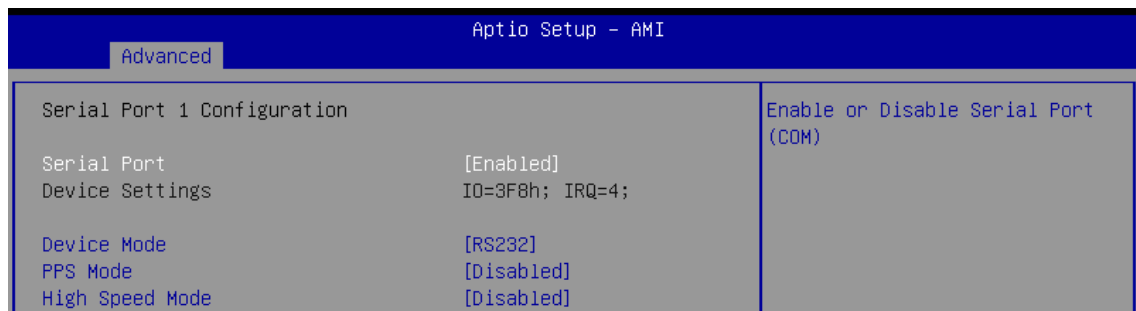 Aptio Setup – AMI
Advanced
Serial Port 1 Configuration
Serial Port [Enabled]
Device Settings IO=3F8h; IRQ=4;
Device Mode [RS232]
PPS Mode [Disabled]
High Speed Mode [Disabled]
Enable or Disable Serial Port
(COM)